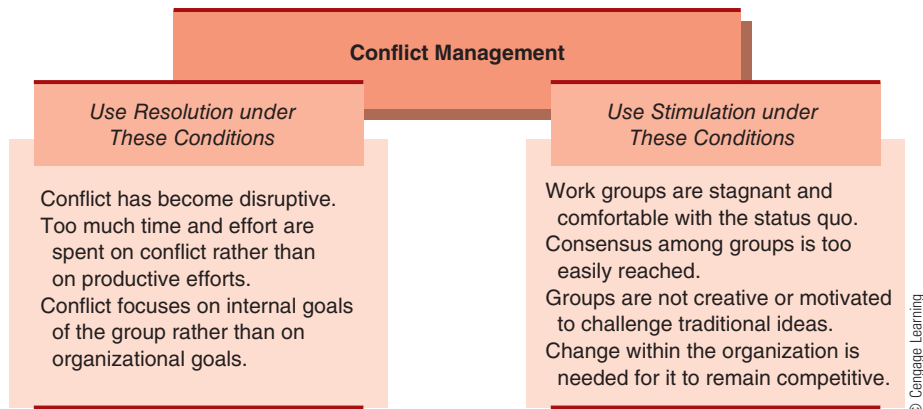 Conflict Management
Use Resolution under
These Conditions
Conflict has become disruptive.
Too much time and effort are
spent on conflict rather than
on productive efforts.
Conflict focuses on internal goals
of the group rather than on
organizational goals.
Use Stimulation under
These Conditions
Work groups are stagnant and
comfortable with the status quo.
Consensus among groups is too
easily reached.
Groups are not creative or motivated
to challenge traditional ideas.
Change within the organization is
needed for it to remain competitive.
© Cengage Learning